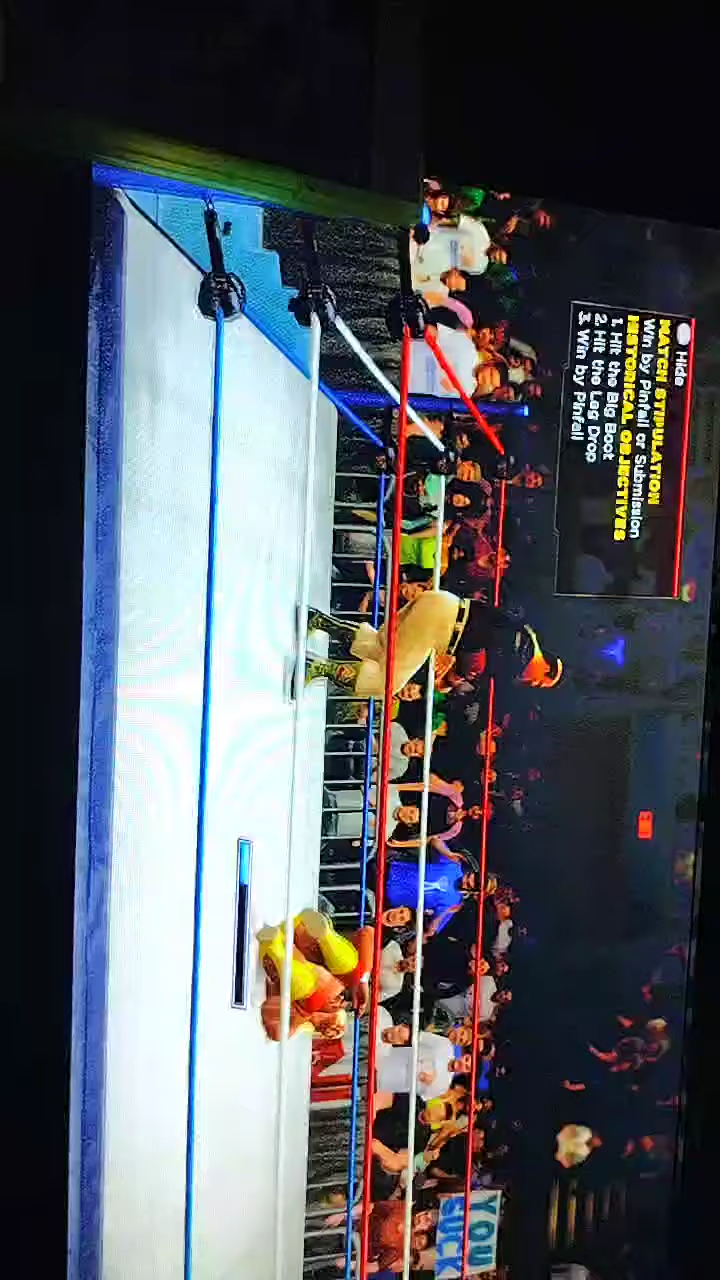 Hide
MATCH STIPULATION
Win by Pinfall or Submission
HISTORICAL OBJECTIVES
1. Hit the Big Boot
2. Hit the Leg Drop
3. Win by Pinfall
YOU
SUCK